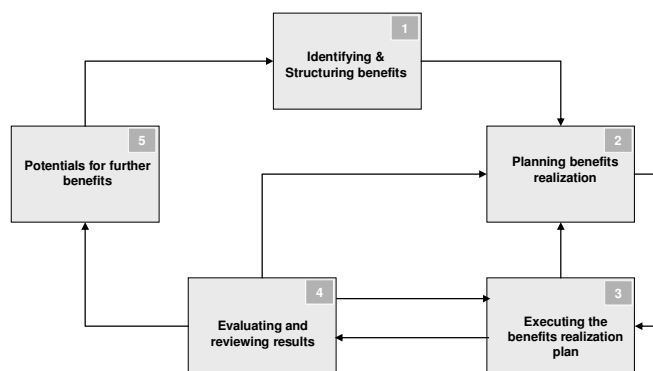 1
Identifying &
Structuring benefits
5
Potentials for further
benefits
2
Planning benefits
realization
4
Evaluating and
reviewing results
3
Executing the
benefits realization
plan